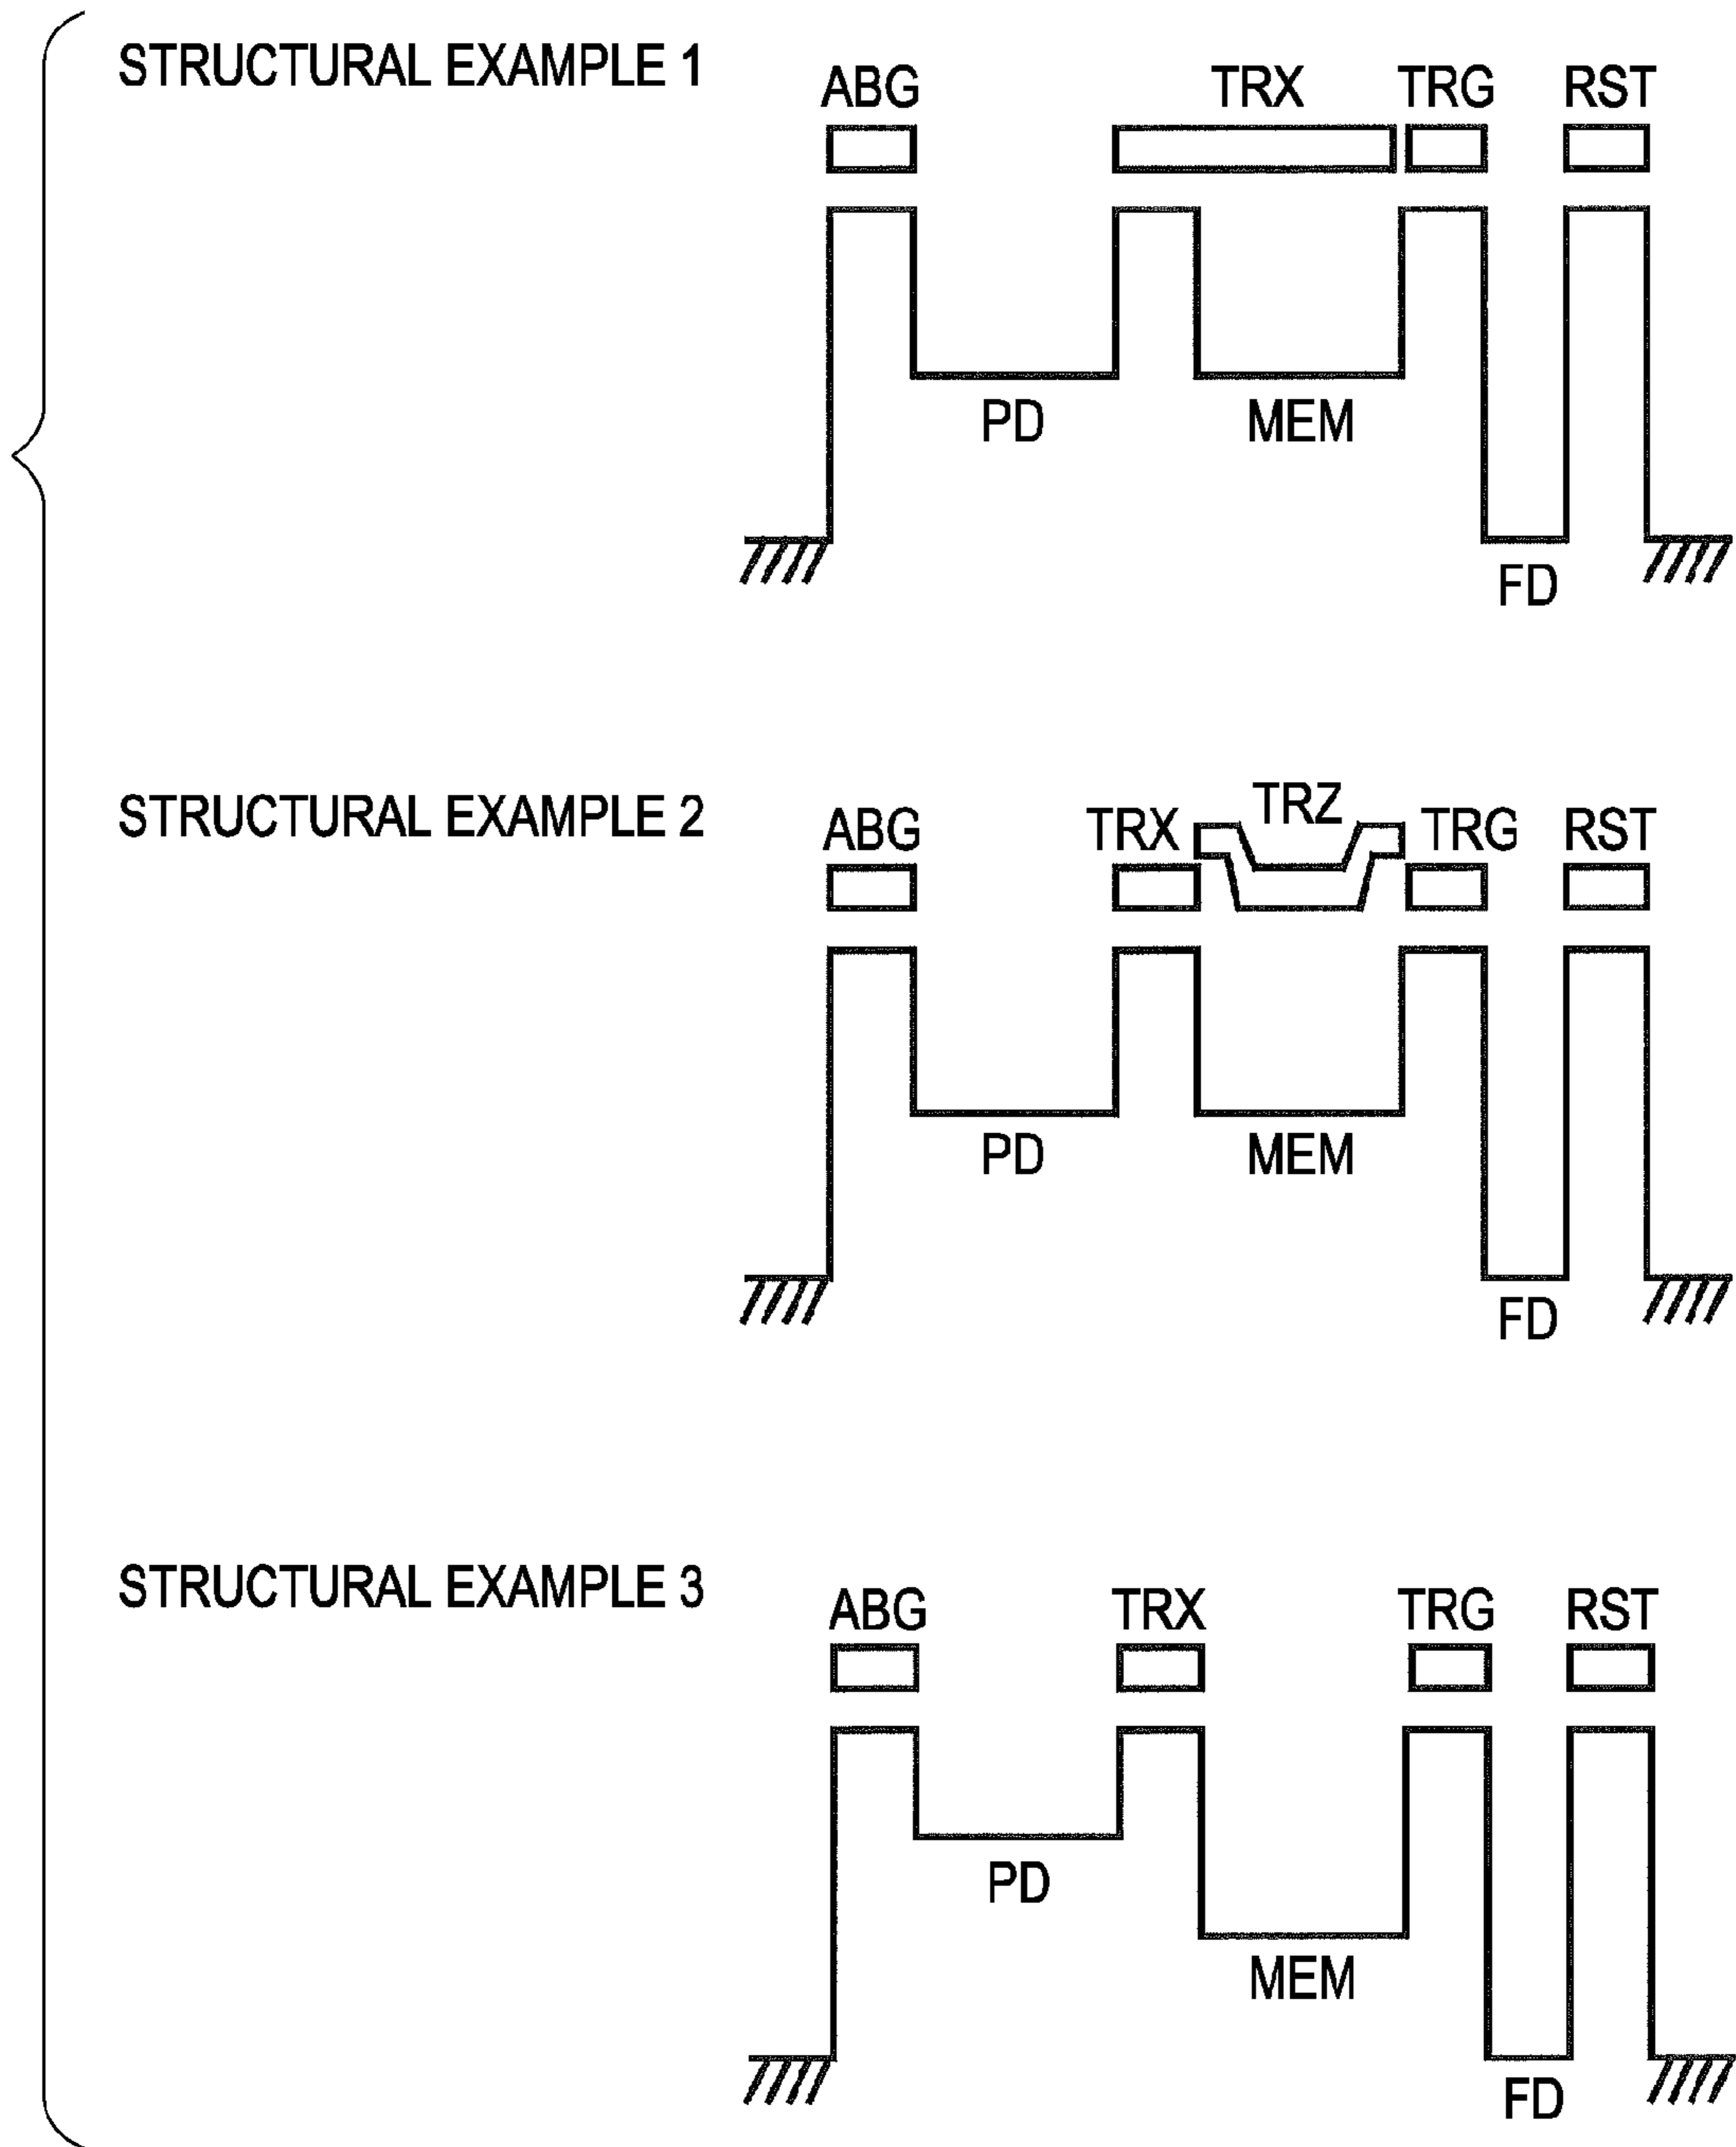 STRUCTURAL EXAMPLE 1
ABG TRX TRG RST
PD MEM
FD
STRUCTURAL EXAMPLE 2
TRZ
ABG TRX TRG RST
PD MEM
FD
STRUCTURAL EXAMPLE 3
ABG TRX TRG RST
PD
MEM
FD